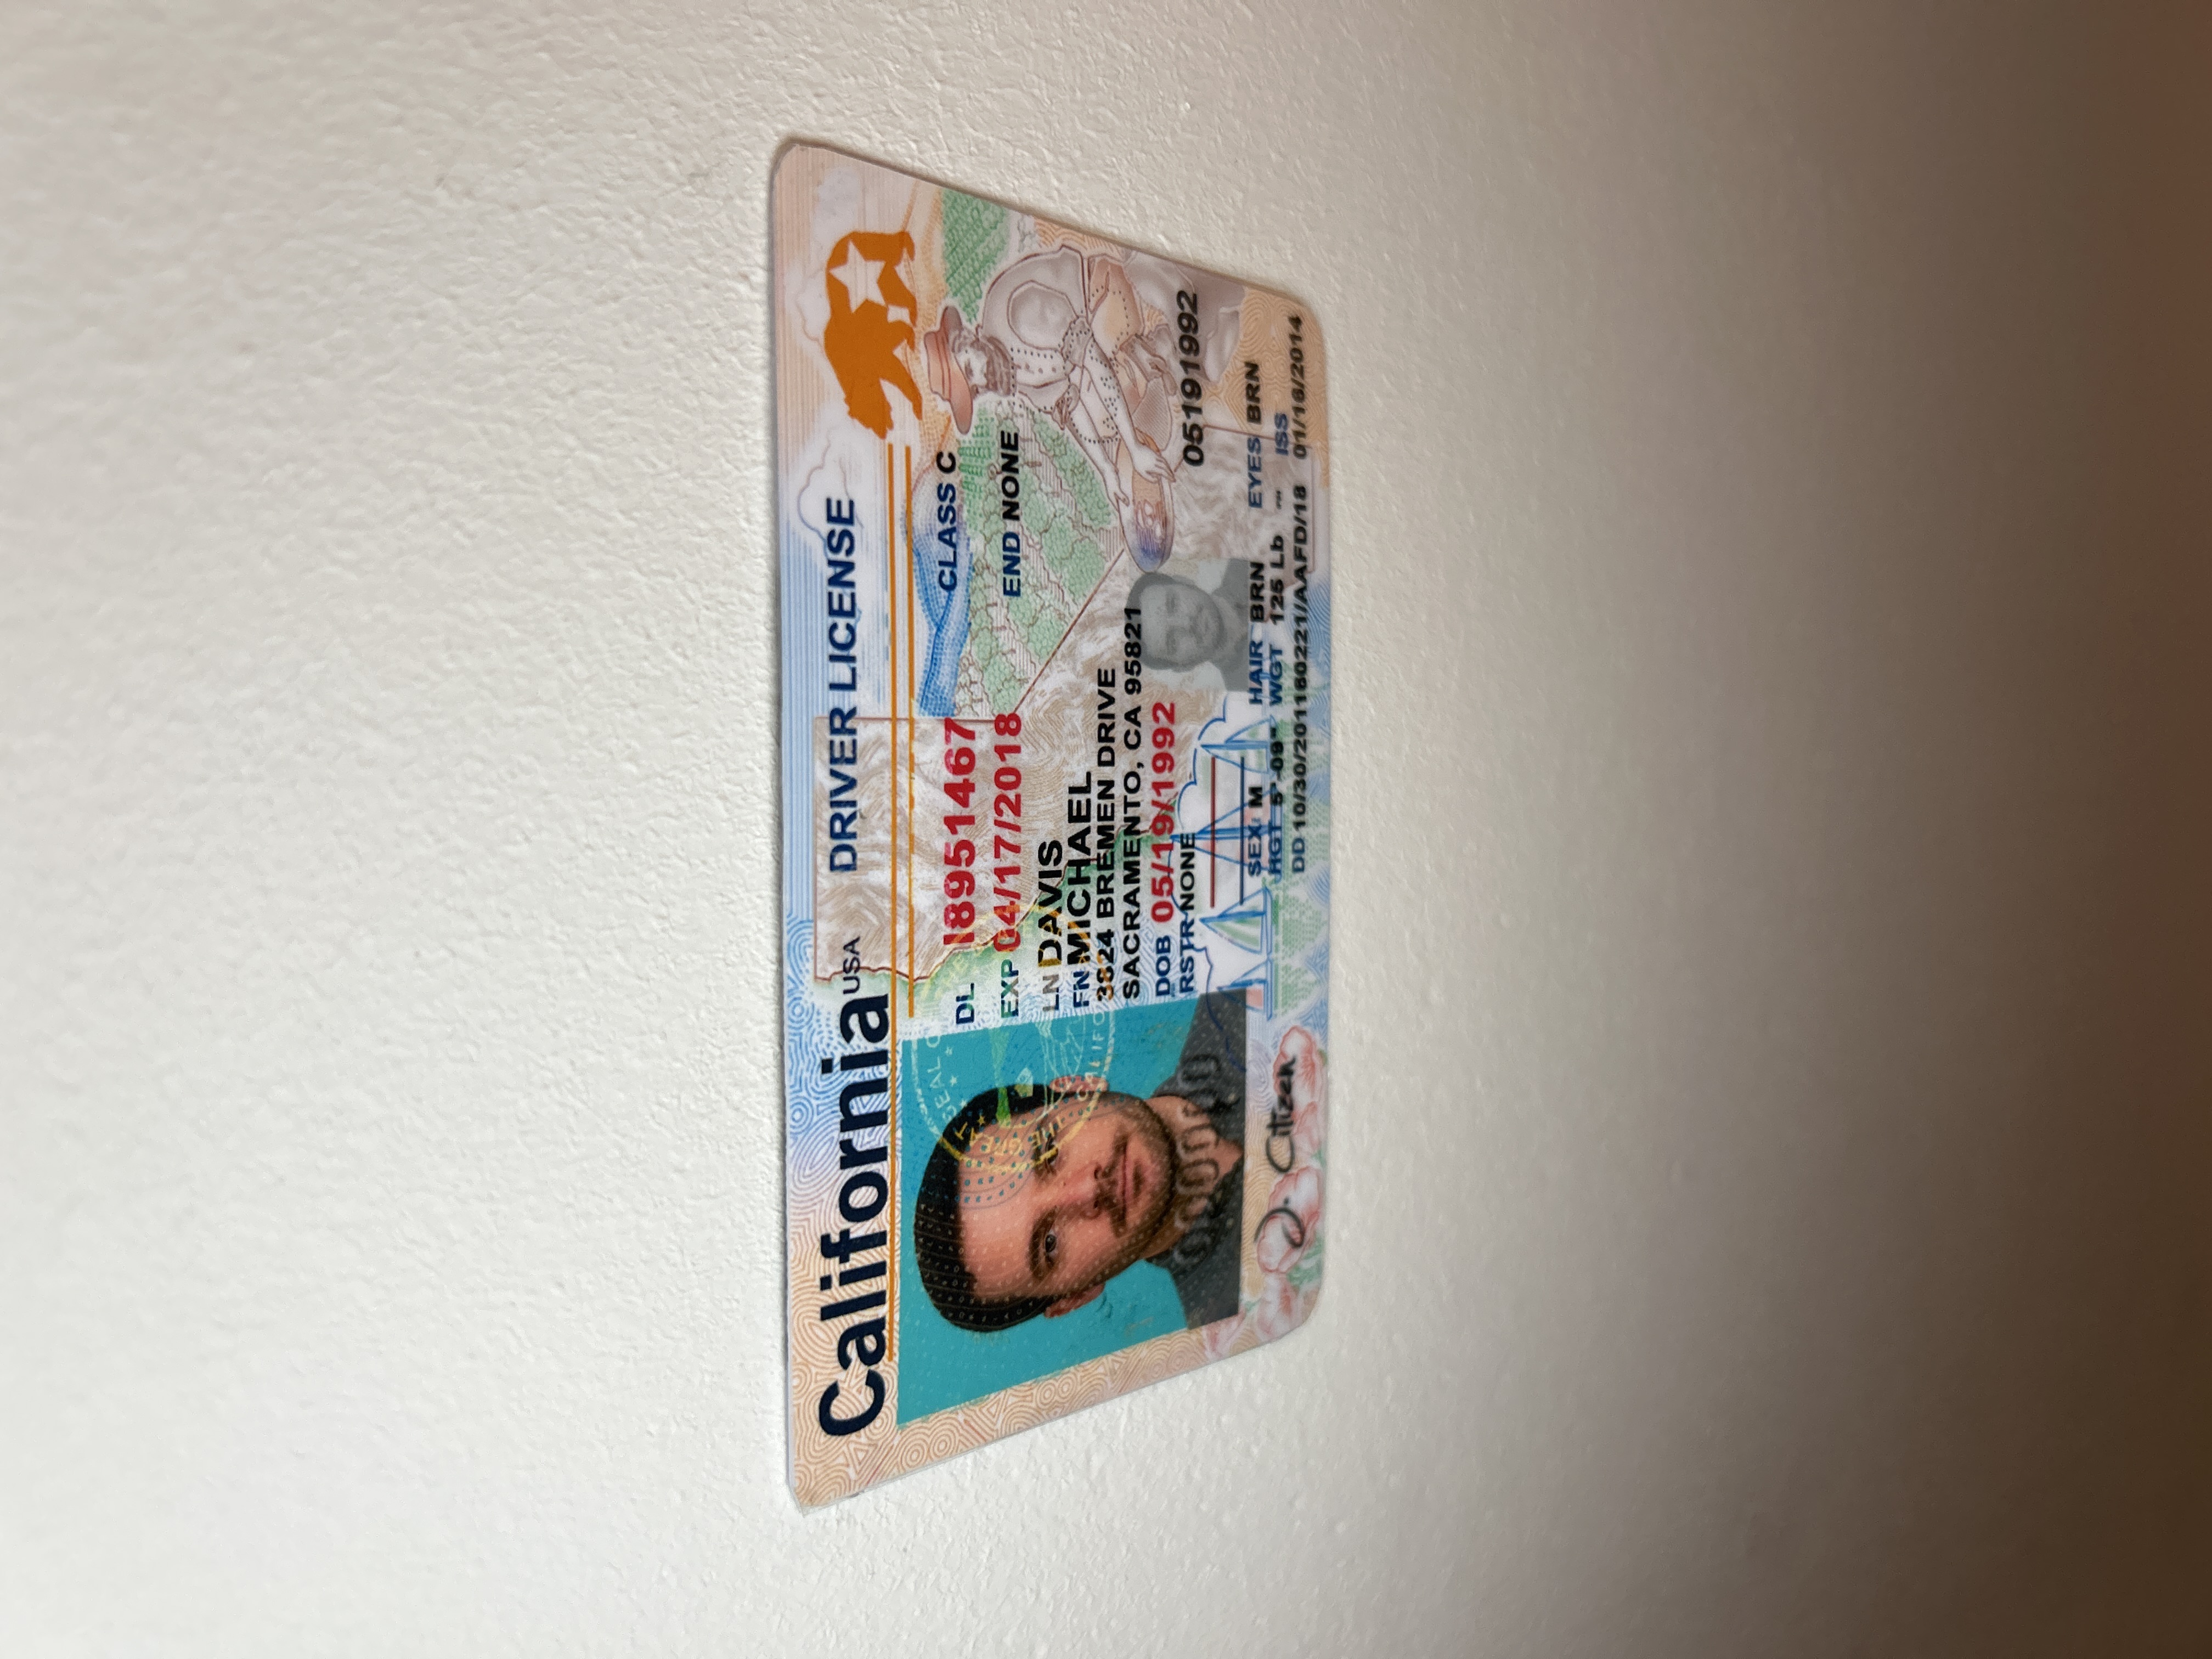 California USA DRIVER LICENSE
DL I8951467 CLASS C
EXP 04/17/2018 END NONE
LN DAVIS
FN MICHAEL
3824 BREMEN DRIVE
SACRAMENTO, CA 95821
DOB 05/19/1992
RSTR NONE 05191992
000000
SEX: M HAIR BRN EYES BRN
HGT 5'-09" WGT 125 Lb ISS
DD 10/30/201160221/AAFD/18 01/16/2014
J. Citizen